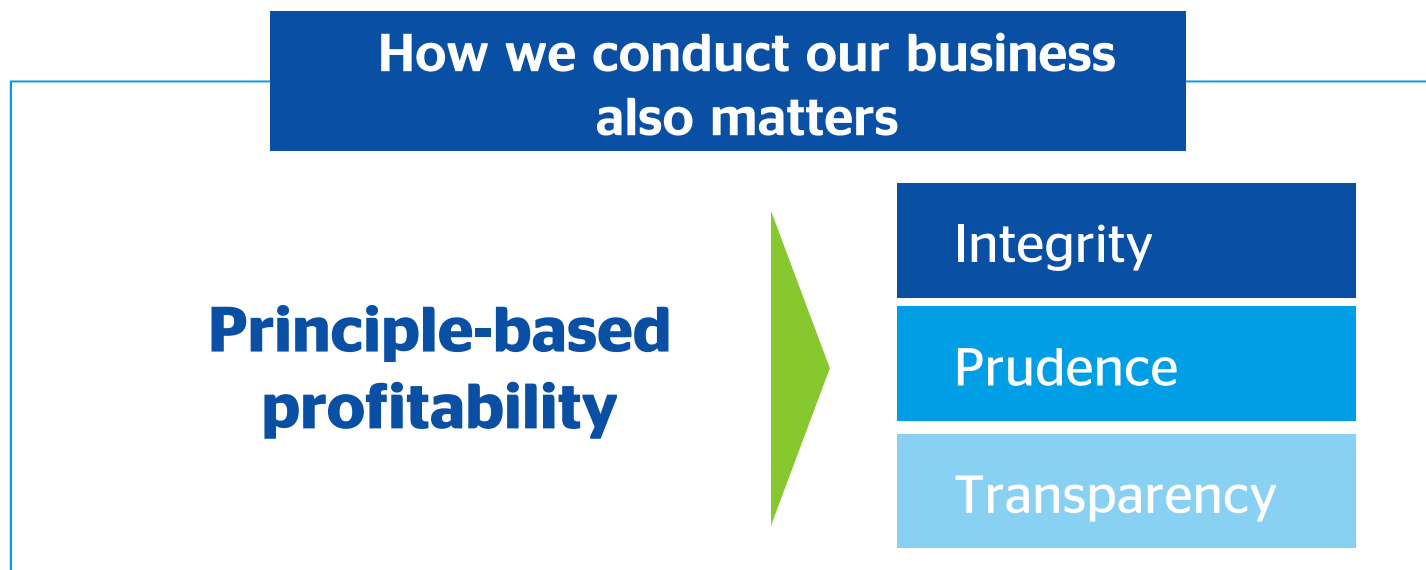 How we conduct our business
also matters
Principle-based
profitability
Integrity
Prudence
Transparency